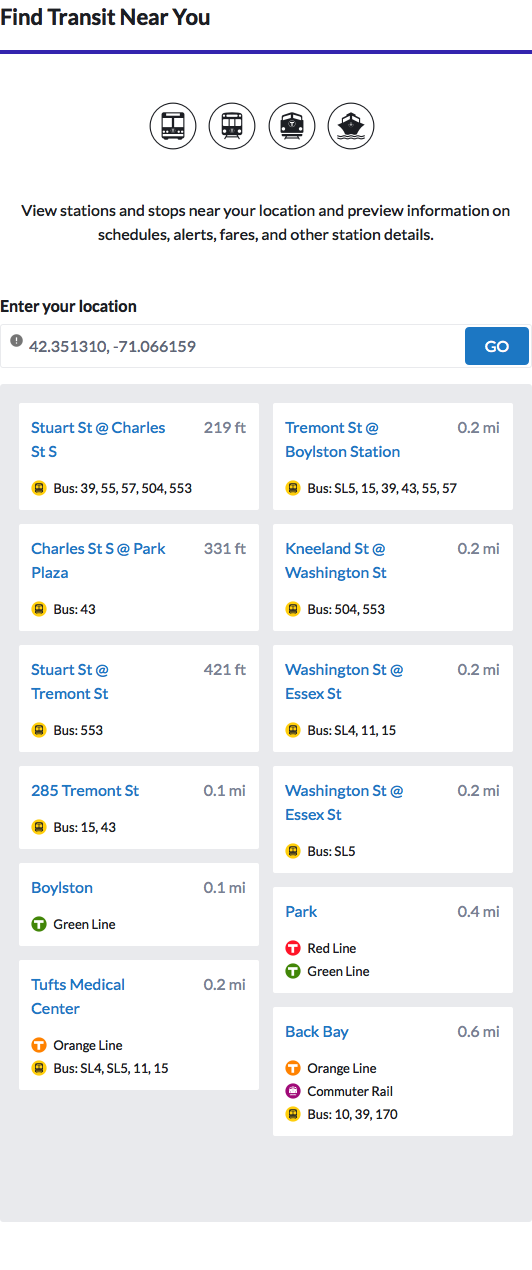 Find Transit Near You
View stations and stops near your location and preview information on
schedules, alerts, fares, and other station details.
Enter your location
42.351310, -71.066159
GO
Stuart St @ Charles
St S
219 ft
Bus: 39, 55, 57, 504, 553
Charles St S @ Park
Plaza
331 ft
Bus: 43
Stuart St @
Tremont St
421 ft
Bus: 553
285 Tremont St
0.1 mi
Bus: 15, 43
Boylston
0.1 mi
Green Line
Tufts Medical
Center
0.2 mi
Orange Line
Bus: SL4, SL5, 11, 15
Tremont St @
Boylston Station
0.2 mi
Bus: SL5, 15, 39, 43, 55, 57
Kneeland St @
Washington St
0.2 mi
Bus: 504, 553
Washington St @
Essex St
0.2 mi
Bus: SL4, 11, 15
Washington St @
Essex St
0.2 mi
Bus: SL5
Park
0.4 mi
Red Line
Green Line
Back Bay
0.6 mi
Orange Line
Commuter Rail
Bus: 10, 39, 170